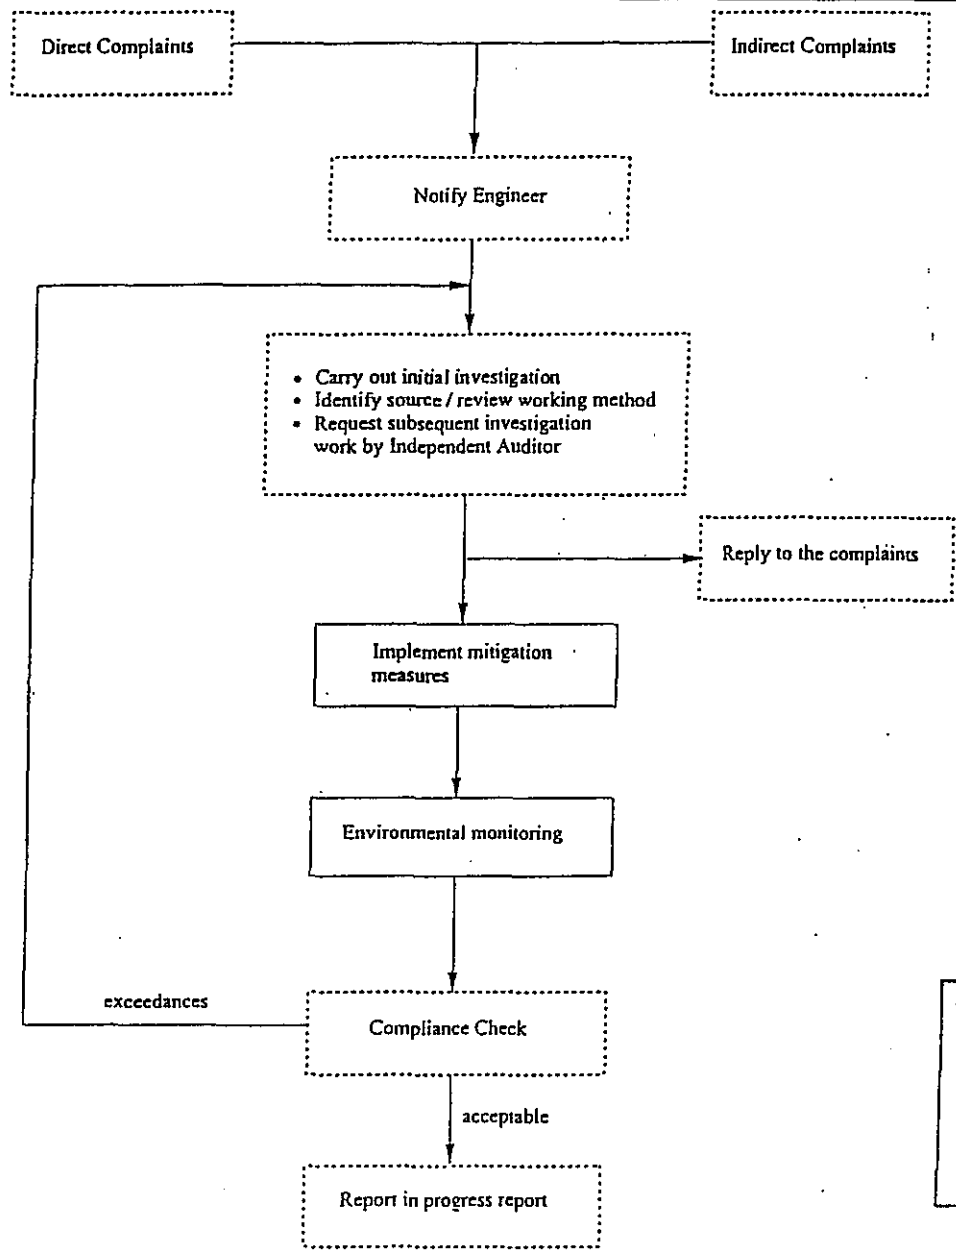 Direct Complaints
Indirect Complaints
Notify Engineer
• Carry out initial investigation
• Identify source / review working method
• Request subsequent investigation
work by Independent Auditor
Reply to the complaints
Implement mitigation
measures
Environmental monitoring
exceedances
Compliance Check
acceptable
Report in progress report